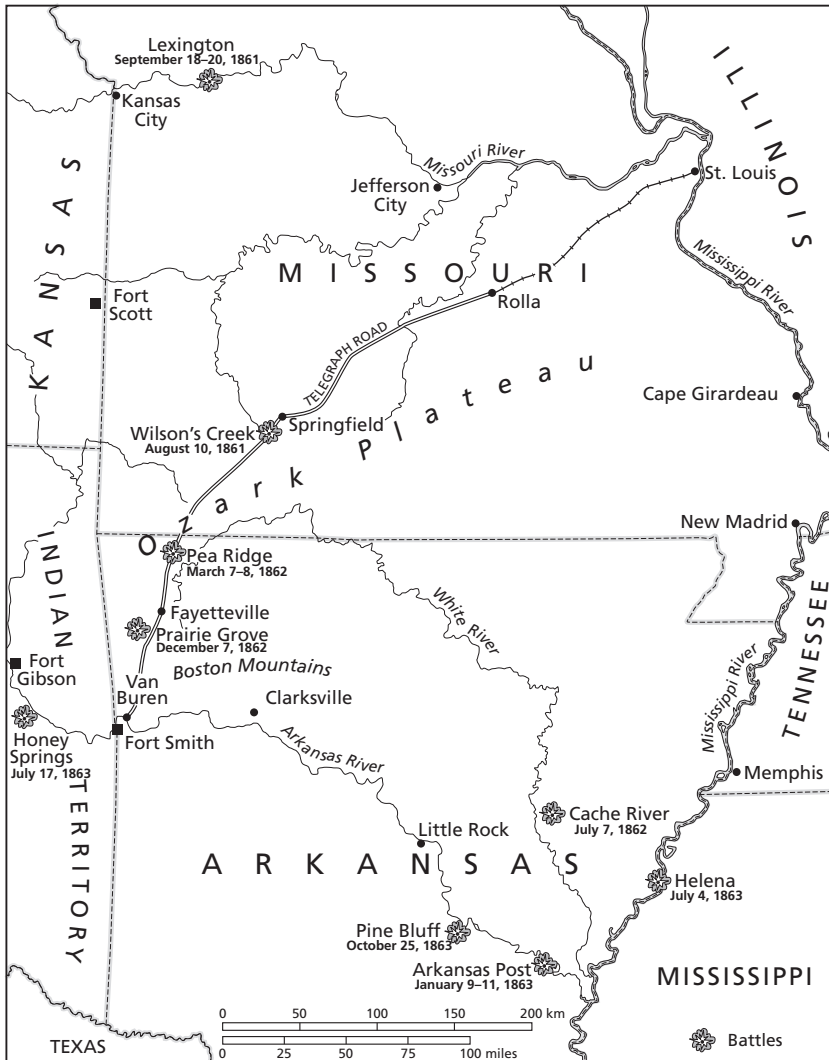 Lexington
September 18–20, 1861
Kansas
City
ILLINOIS
Missouri River
St. Louis
Jefferson
City
KANSAS
MISSOURI
Mississippi River
Fort
Scott
Rolla
TELEGRAPH ROAD
Ozark Plateau
Cape Girardeau
Springfield
Wilson's Creek
August 10, 1861
New Madrid
INDIAN
TERRITORY
Pea Ridge
March 7–8, 1862
White River
TENNESSEE
Fayetteville
Prairie Grove
December 7, 1862
Fort
Gibson
Boston Mountains
Van
Buren
Clarksville
Mississippi River
Honey
Springs
July 17, 1863
Fort Smith
Arkansas River
Memphis
Cache River
July 7, 1862
Little Rock
ARKANSAS
Helena
July 4, 1863
Pine Bluff
October 25, 1863
Arkansas Post
January 9–11, 1863
MISSISSIPPI
0 50 100 150 200 km
0 25 50 75 100 miles
TEXAS
Battles